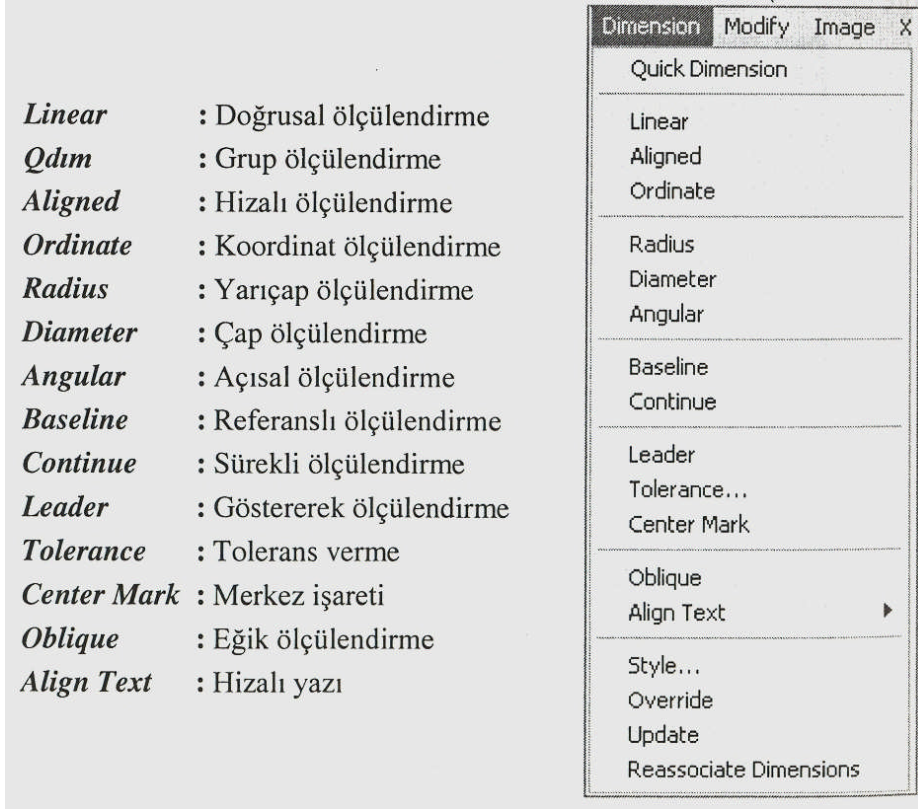 Linear : Doğrusal ölçülendirme
Qdım : Grup ölçülendirme
Aligned : Hizalı ölçülendirme
Ordinate : Koordinat ölçülendirme
Radius : Yarıçap ölçülendirme
Diameter : Çap ölçülendirme
Angular : Açısal ölçülendirme
Baseline : Referanslı ölçülendirme
Continue : Sürekli ölçülendirme
Leader : Göstererek ölçülendirme
Tolerance : Tolerans verme
Center Mark : Merkez işareti
Oblique : Eğik ölçülendirme
Align Text : Hizalı yazı
Dimension Modify Image X
Quick Dimension
Linear
Aligned
Ordinate
Radius
Diameter
Angular
Baseline
Continue
Leader
Tolerance...
Center Mark
Oblique
Align Text
Style...
Override
Update
Reassociate Dimensions